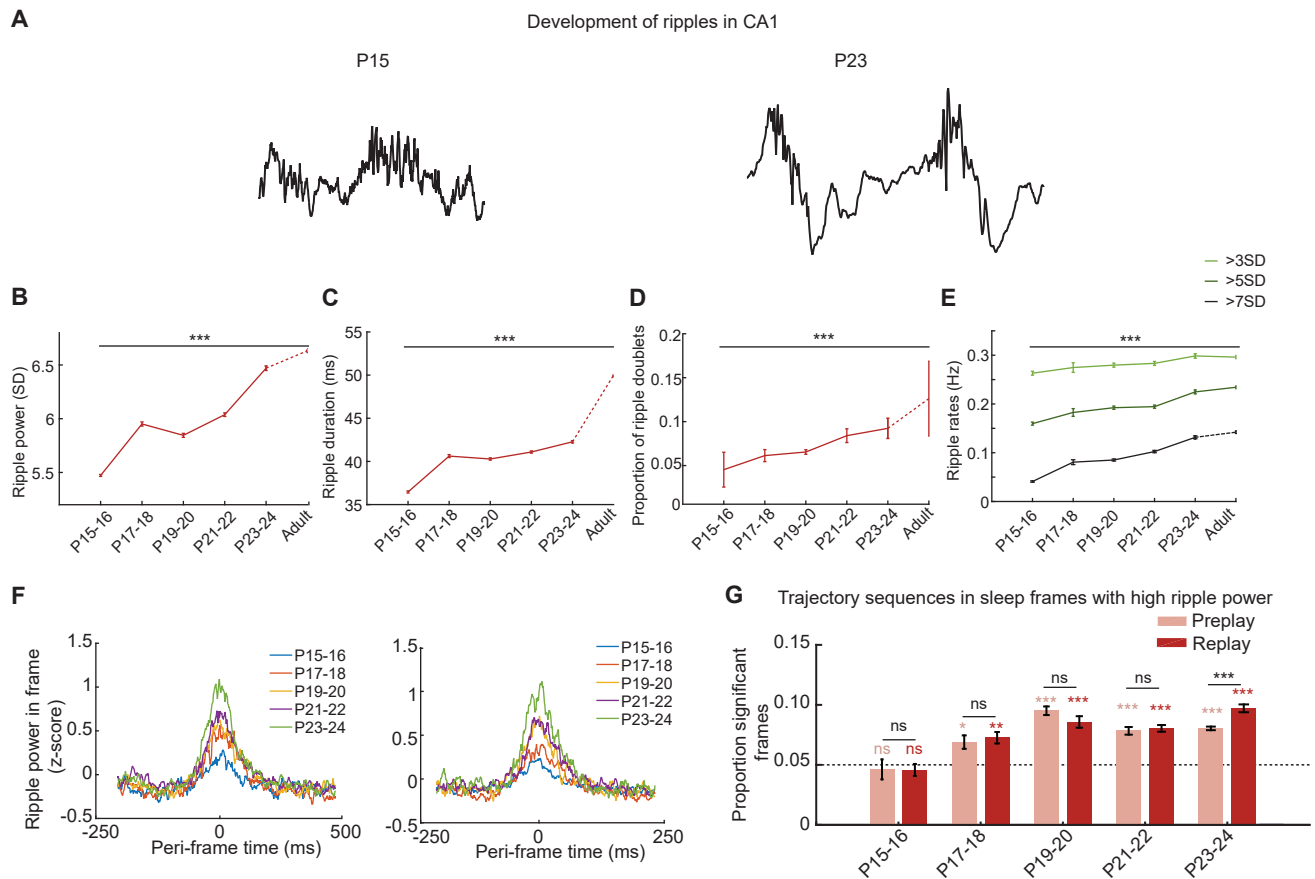 A
Development of ripples in CA1
P15
P23
>3SD
>5SD
>7SD
B
***
Ripple power (SD)
6.5
6
5.5
P15-16
P17-18
P19-20
P21-22
P23-24
Adult
C
***
Ripple duration (ms)
55
50
45
40
35
P15-16
P17-18
P19-20
P21-22
P23-24
Adult
D
***
Proportion of ripple doublets
0.2
0.15
0.1
0.05
0
P15-16
P17-18
P19-20
P21-22
P23-24
Adult
E
***
Ripple rates (Hz)
0.3
0.2
0.1
0
P15-16
P17-18
P19-20
P21-22
P23-24
Adult
F
Ripple power in frame
(z-score)
1.5
1
0.5
0
-0.5
P15-16
P17-18
P19-20
P21-22
P23-24
-250
0
500
Peri-frame time (ms)
1.5
1
0.5
0
-0.5
P15-16
P17-18
P19-20
P21-22
P23-24
-250
0
250
Peri-frame time (ms)
G
Trajectory sequences in sleep frames with high ripple power
Preplay
Replay
Proportion significant
frames
0.15
0.100
0.050
0
ns
ns ns
ns
* **
ns
*** ***
ns
*** ***
***
*** ***
P15-16
P17-18
P19-20
P21-22
P23-24